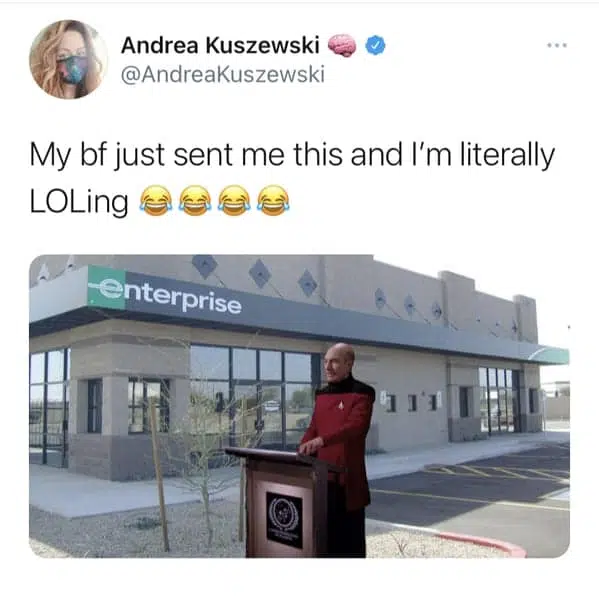 Andrea Kuszewski 🧠
@AndreaKuszewski
My bf just sent me this and I'm literally
LOLing 😂😂😂😂
enterprise